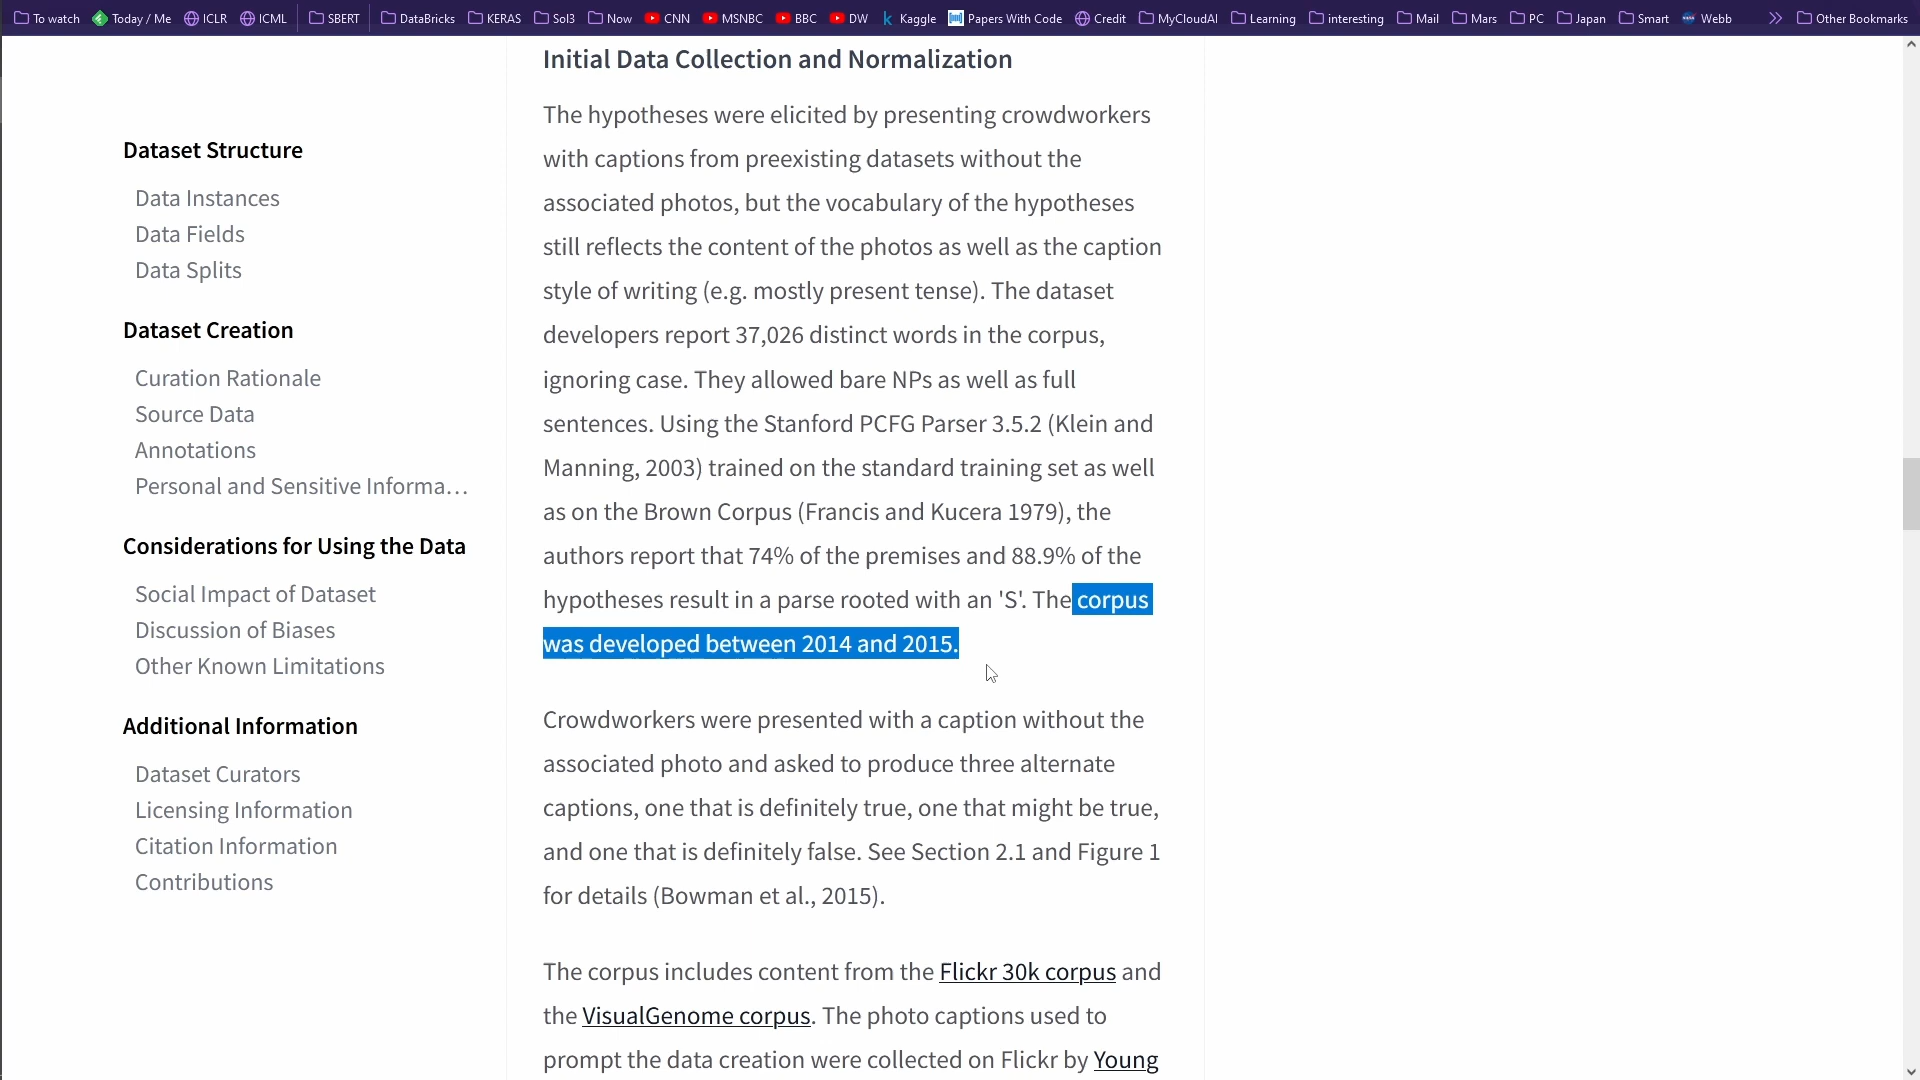 To watch Today / Me ICLR ICML SBERT DataBricks KERAS Sol3 Now CNN MSNBC BBC DW Kaggle Papers With Code Credit MyCloudAI Learning interesting Mail Mars PC Japan Smart Webb Other Bookmarks
Dataset Structure
Data Instances
Data Fields
Data Splits
Dataset Creation
Curation Rationale
Source Data
Annotations
Personal and Sensitive Informa…
Considerations for Using the Data
Social Impact of Dataset
Discussion of Biases
Other Known Limitations
Additional Information
Dataset Curators
Licensing Information
Citation Information
Contributions
Initial Data Collection and Normalization
The hypotheses were elicited by presenting crowdworkers
with captions from preexisting datasets without the
associated photos, but the vocabulary of the hypotheses
still reflects the content of the photos as well as the caption
style of writing (e.g. mostly present tense). The dataset
developers report 37,026 distinct words in the corpus,
ignoring case. They allowed bare NPs as well as full
sentences. Using the Stanford PCFG Parser 3.5.2 (Klein and
Manning, 2003) trained on the standard training set as well
as on the Brown Corpus (Francis and Kucera 1979), the
authors report that 74% of the premises and 88.9% of the
hypotheses result in a parse rooted with an 'S'. The corpus
was developed between 2014 and 2015.
Crowdworkers were presented with a caption without the
associated photo and asked to produce three alternate
captions, one that is definitely true, one that might be true,
and one that is definitely false. See Section 2.1 and Figure 1
for details (Bowman et al., 2015).
The corpus includes content from the Flickr 30k corpus and
the VisualGenome corpus. The photo captions used to
prompt the data creation were collected on Flickr by Young